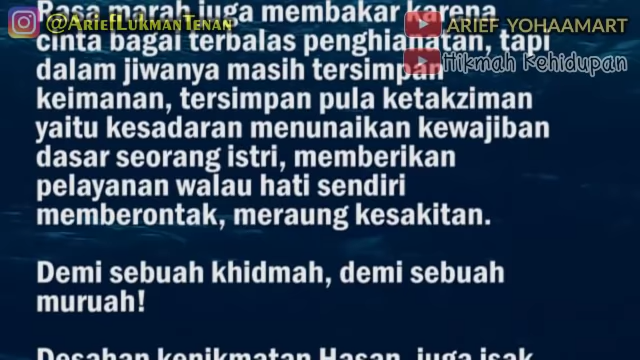 @AriefLukmanTenan
ARIEF YOHAAMART
Hikmah Kehidupan
Rasa marah juga membakar karena
cinta bagai terbalas penghianatan, tapi
dalam jiwanya masih tersimpan
keimanan, tersimpan pula ketakziman
yaitu kesadaran menunaikan kewajiban
dasar seorang istri, memberikan
pelayanan walau hati sendiri
memberontak, meraung kesakitan.
Demi sebuah khidmah, demi sebuah
muruah!
Desahan kenikmatan Hasan, juga isak